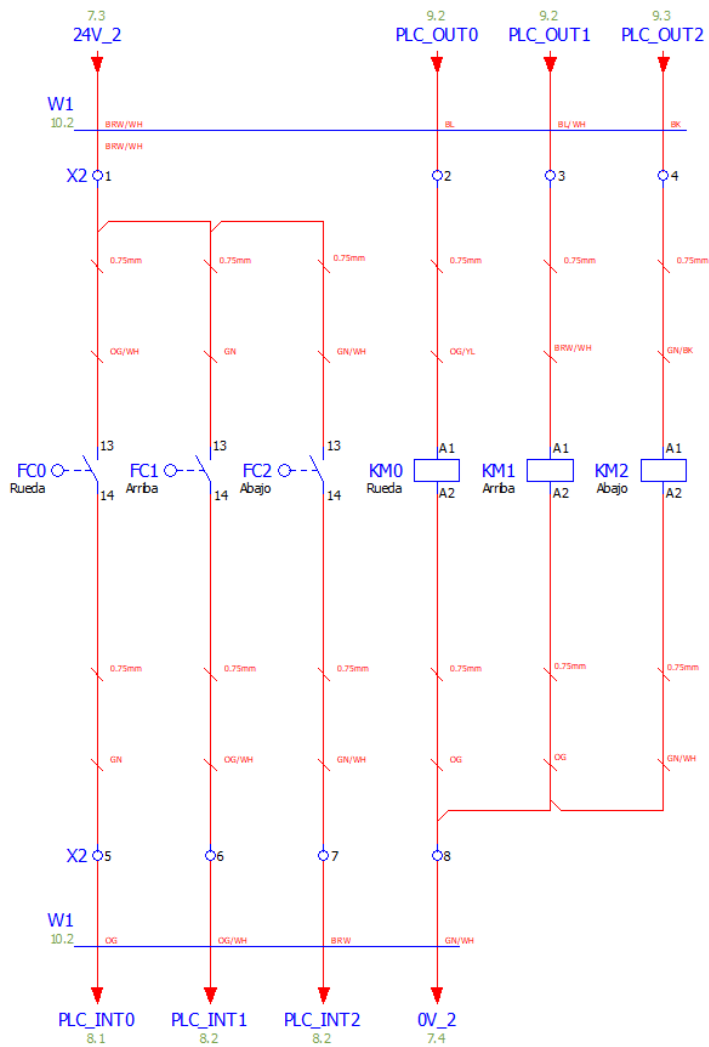 7.3 9.2 9.2 9.3
24V_2 PLC_OUT0 PLC_OUT1 PLC_OUT2
W1
10.2 BRW/WH BL BL/WH BK
BRW/WH
X2 1 2 3 4
0.75mm 0.75mm 0.75mm 0.75mm 0.75mm 0.75mm
OG/WH GN GN/WH OG/YL BRW/WH GN/BK
13 13 13 A1 A1 A1
FC0 FC1 FC2 KM0 KM1 KM2
Rueda Arriba Abajo Rueda Arriba Abajo
14 14 14 A2 A2 A2
0.75mm 0.75mm 0.75mm 0.75mm 0.75mm 0.75mm
GN OG/WH GN/WH OG OG GN/WH
X2 5 6 7 8
W1
10.2 OG OG/WH BRW GN/WH
PLC_INT0 PLC_INT1 PLC_INT2 0V_2
8.1 8.2 8.2 7.4